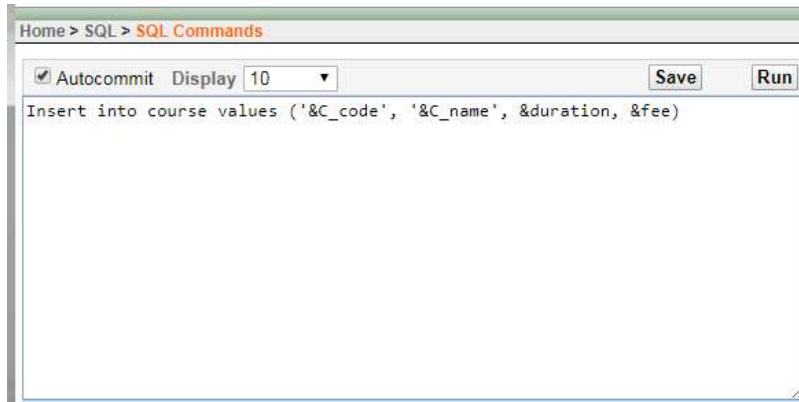 Home > SQL > SQL Commands
Autocommit Display 10 Save Run
Insert into course values ('&C_code', '&C_name', &duration, &fee)